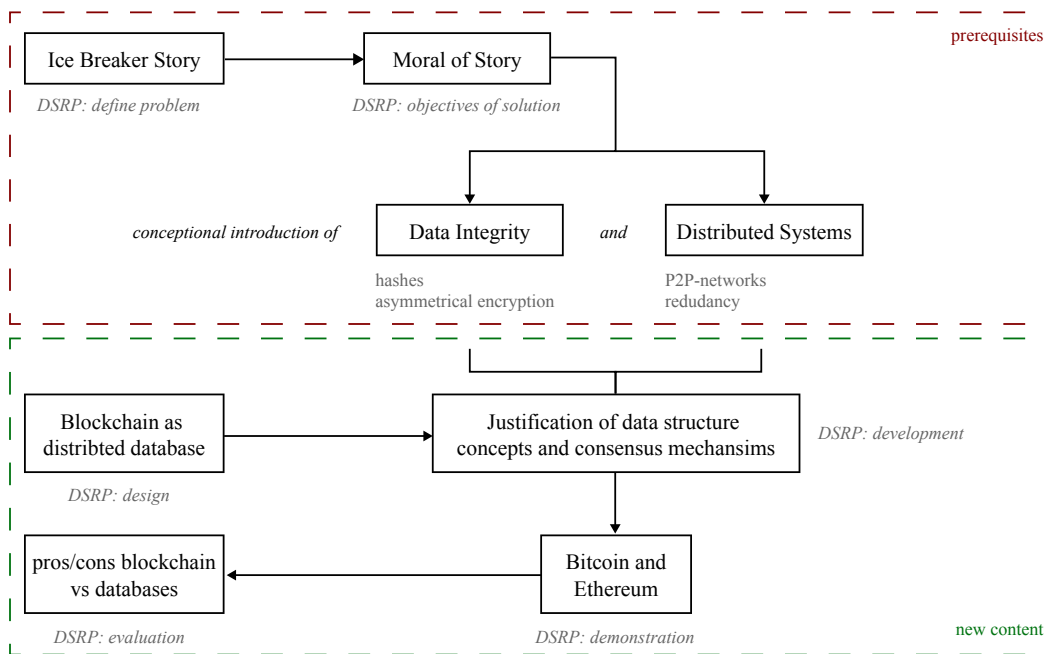 prerequisites
Ice Breaker Story
Moral of Story
DSRP: define problem
DSRP: objectives of solution
conceptional introduction of
Data Integrity
and
Distributed Systems
hashes
asymmetrical encryption
P2P-networks
redudancy
Blockchain as
distribted database
Justification of data structure
concepts and consensus mechansims
DSRP: development
DSRP: design
pros/cons blockchain
vs databases
Bitcoin and
Ethereum
DSRP: evaluation
DSRP: demonstration
new content